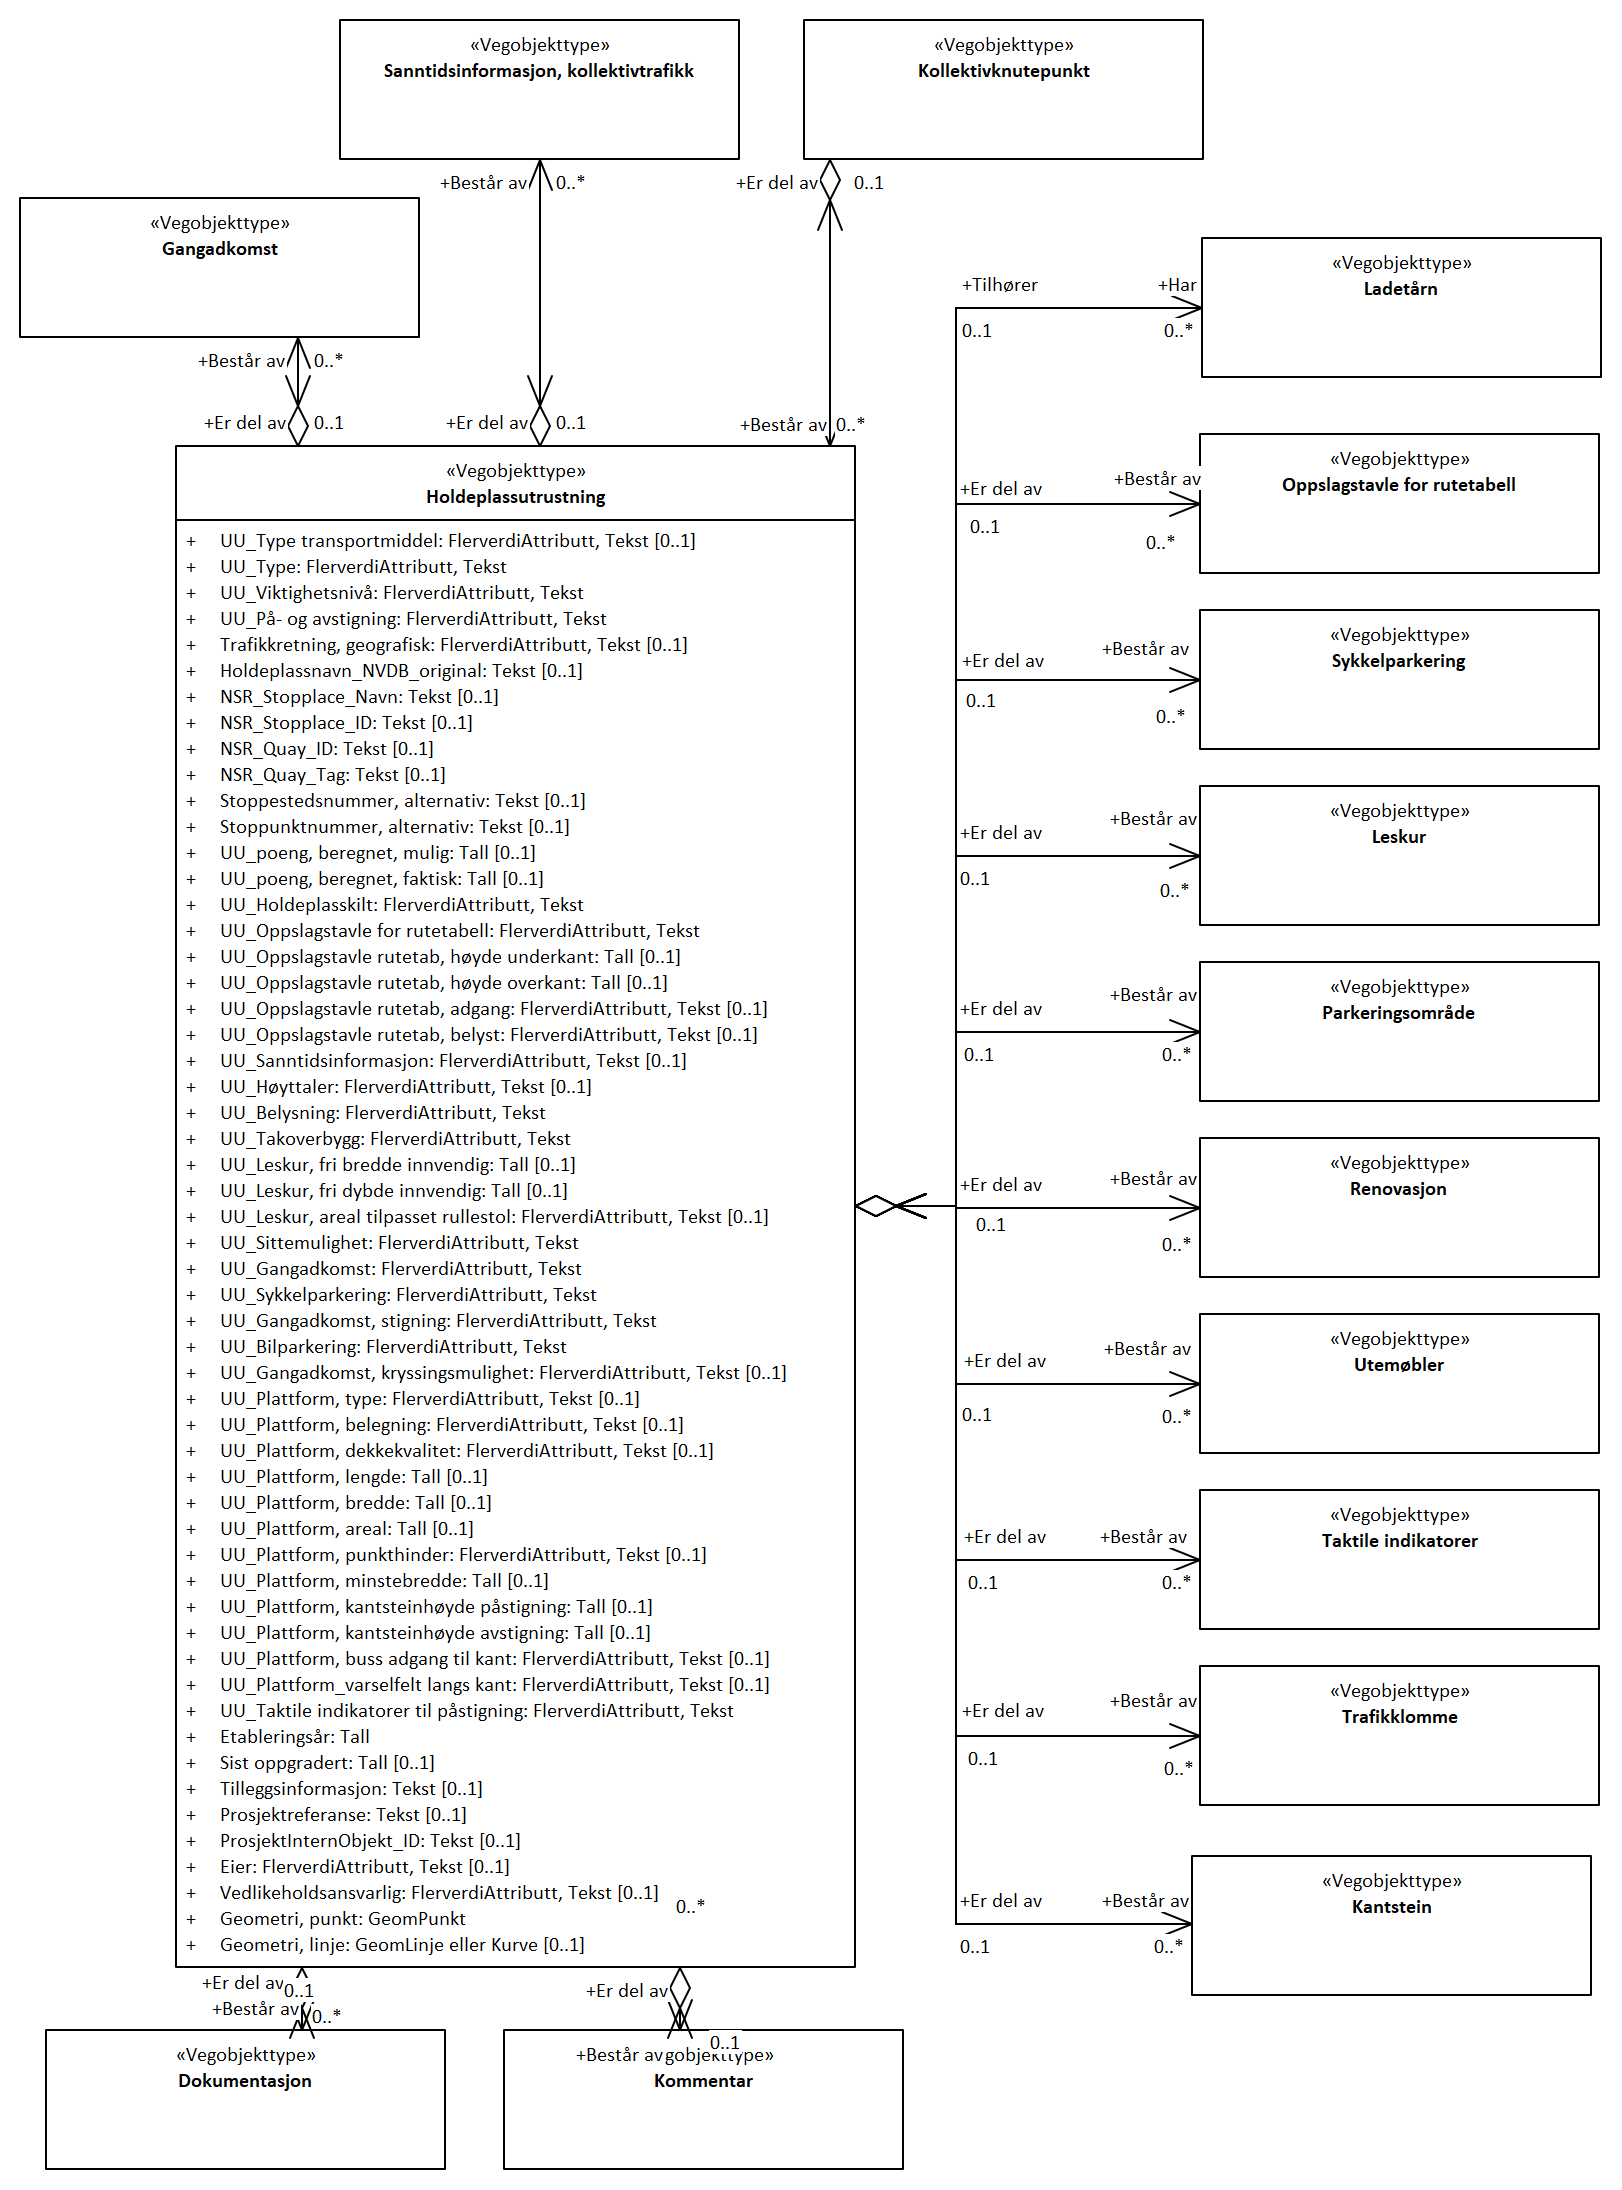 «Vegobjekttype»
Sanntidsinformasjon, kollektivtrafikk
«Vegobjekttype»
Kollektivknutepunkt
+Består av
0..*
+Er del av
0..1
«Vegobjekttype»
Gangadkomst
+Består av
0..*
+Er del av
0..1
+Er del av
0..1
+Består av
0..*
«Vegobjekttype»
Holdeplassutrustning
+ UU_Type transportmiddel: FlerverdiAttributt, Tekst [0..1]
+ UU_Type: FlerverdiAttributt, Tekst
+ UU_Viktighetsnivå: FlerverdiAttributt, Tekst
+ UU_På- og avstigning: FlerverdiAttributt, Tekst
+ Trafikkretning, geografisk: FlerverdiAttributt, Tekst [0..1]
+ Holdeplassnavn_NVDB_original: Tekst [0..1]
+ NSR_Stopplace_Navn: Tekst [0..1]
+ NSR_Stopplace_ID: Tekst [0..1]
+ NSR_Quay_ID: Tekst [0..1]
+ NSR_Quay_Tag: Tekst [0..1]
+ Stoppestedsnummer, alternativ: Tekst [0..1]
+ Stoppunktnummer, alternativ: Tekst [0..1]
+ UU_poeng, beregnet, mulig: Tall [0..1]
+ UU_poeng, beregnet, faktisk: Tall [0..1]
+ UU_Holdeplasskilt: FlerverdiAttributt, Tekst
+ UU_Oppslagstavle for rutetabell: FlerverdiAttributt, Tekst
+ UU_Oppslagstavle rutetab, høyde underkant: Tall [0..1]
+ UU_Oppslagstavle rutetab, høyde overkant: Tall [0..1]
+ UU_Oppslagstavle rutetab, adgang: FlerverdiAttributt, Tekst [0..1]
+ UU_Oppslagstavle rutetab, belyst: FlerverdiAttributt, Tekst [0..1]
+ UU_Sanntidsinformasjon: FlerverdiAttributt, Tekst [0..1]
+ UU_Høyttaler: FlerverdiAttributt, Tekst [0..1]
+ UU_Belysning: FlerverdiAttributt, Tekst
+ UU_Takoverbygg: FlerverdiAttributt, Tekst
+ UU_Leskur, fri bredde innvendig: Tall [0..1]
+ UU_Leskur, fri dybde innvendig: Tall [0..1]
+ UU_Leskur, areal tilpasset rullestol: FlerverdiAttributt, Tekst [0..1]
+ UU_Sittemulighet: FlerverdiAttributt, Tekst
+ UU_Gangadkomst: FlerverdiAttributt, Tekst
+ UU_Sykkelparkering: FlerverdiAttributt, Tekst
+ UU_Gangadkomst, stigning: FlerverdiAttributt, Tekst
+ UU_Bilparkering: FlerverdiAttributt, Tekst
+ UU_Gangadkomst, kryssingsmulighet: FlerverdiAttributt, Tekst [0..1]
+ UU_Plattform, type: FlerverdiAttributt, Tekst [0..1]
+ UU_Plattform, belegning: FlerverdiAttributt, Tekst [0..1]
+ UU_Plattform, dekkekvalitet: FlerverdiAttributt, Tekst [0..1]
+ UU_Plattform, lengde: Tall [0..1]
+ UU_Plattform, bredde: Tall [0..1]
+ UU_Plattform, areal: Tall [0..1]
+ UU_Plattform, punkthinder: FlerverdiAttributt, Tekst [0..1]
+ UU_Plattform, minstebredde: Tall [0..1]
+ UU_Plattform, kantsteinhøyde påstigning: Tall [0..1]
+ UU_Plattform, kantsteinhøyde avstigning: Tall [0..1]
+ UU_Plattform, buss adgang til kant: FlerverdiAttributt, Tekst [0..1]
+ UU_Plattform_varselfelt langs kant: FlerverdiAttributt, Tekst [0..1]
+ UU_Taktile indikatorer til påstigning: FlerverdiAttributt, Tekst
+ Etableringsår: Tall
+ Sist oppgradert: Tall [0..1]
+ Tilleggsinformasjon: Tekst [0..1]
+ Prosjektreferanse: Tekst [0..1]
+ ProsjektInternObjekt_ID: Tekst [0..1]
+ Eier: FlerverdiAttributt, Tekst [0..1]
+ Vedlikeholdsansvarlig: FlerverdiAttributt, Tekst [0..1]
0..*
+ Geometri, punkt: GeomPunkt
+ Geometri, linje: GeomLinje eller Kurve [0..1]
+Tilhører
+Har
0..1
0..*
«Vegobjekttype»
Ladetårn
+Er del av
+Består av
0..1
0..*
«Vegobjekttype»
Oppslagstavle for rutetabell
+Er del av
+Består av
0..1
0..*
«Vegobjekttype»
Sykkelparkering
+Er del av
+Består av
0..1
0..*
«Vegobjekttype»
Leskur
+Er del av
+Består av
0..1
0..*
«Vegobjekttype»
Parkeringsområde
+Er del av
+Består av
0..1
0..*
«Vegobjekttype»
Renovasjon
+Er del av
+Består av
0..1
0..*
«Vegobjekttype»
Utemøbler
+Er del av
+Består av
0..1
0..*
«Vegobjekttype»
Taktile indikatorer
+Er del av
+Består av
0..1
0..*
«Vegobjekttype»
Trafikklomme
+Er del av
+Består av
0..1
0..*
«Vegobjekttype»
Kantstein
+Er del av
0..1
+Består av
0..*
«Vegobjekttype»
Dokumentasjon
+Er del av
0..1
+Består av
gobjekttype»
Kommentar